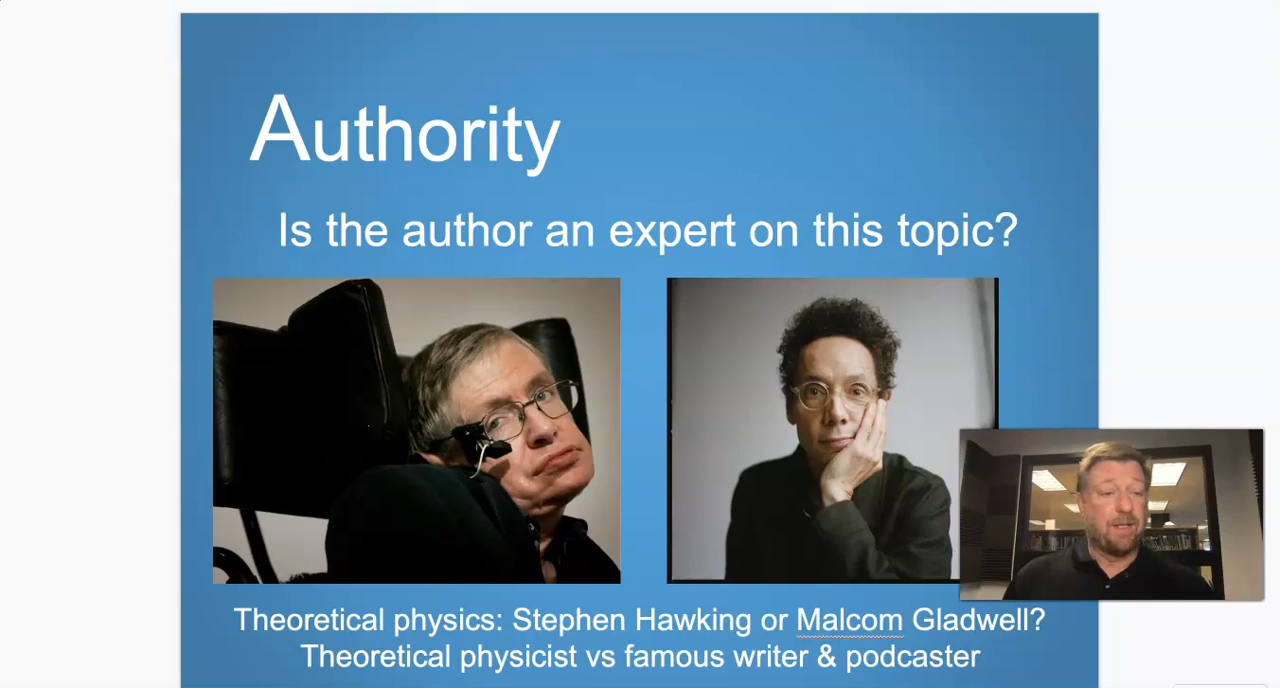 Authority
Is the author an expert on this topic?
Theoretical physics: Stephen Hawking or Malcom Gladwell?
Theoretical physicist vs famous writer & podcaster